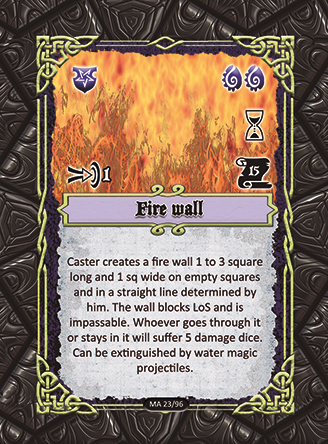 1
15
Fire wall
Caster creates a fire wall 1 to 3 square
long and 1 sq wide on empty squares
and in a straight line determined by
him. The wall blocks LoS and is
impassable. Whoever goes through it
or stays in it will suffer 5 damage dice.
Can be extinguished by water magic
projectiles.
MA 23/96